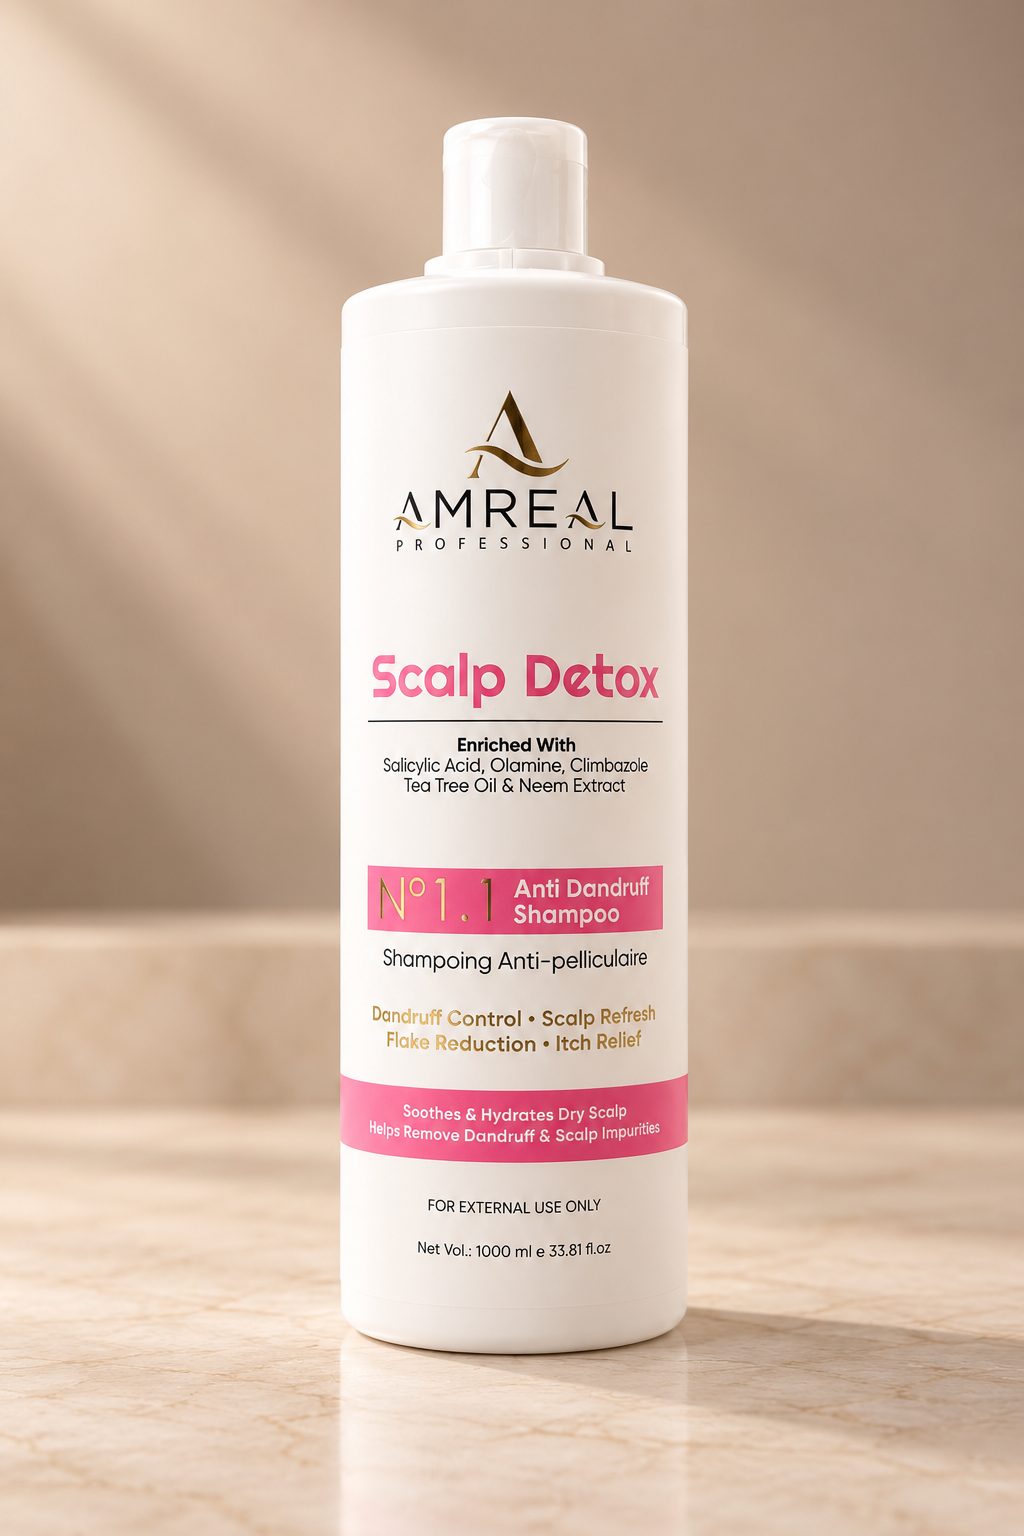 AMREAL
PROFESSIONAL
Scalp Detox
Enriched With
Salicylic Acid, Olamine, Climbazole
Tea Tree Oil & Neem Extract
Nº1.1 Anti Dandruff
Shampoo
Shampoing Anti-pelliculaire
Dandruff Control • Scalp Refresh
Flake Reduction • Itch Relief
Soothes & Hydrates Dry Scalp
Helps Remove Dandruff & Scalp Impurities
FOR EXTERNAL USE ONLY
Net Vol.: 1000 ml e 33.81 fl.oz